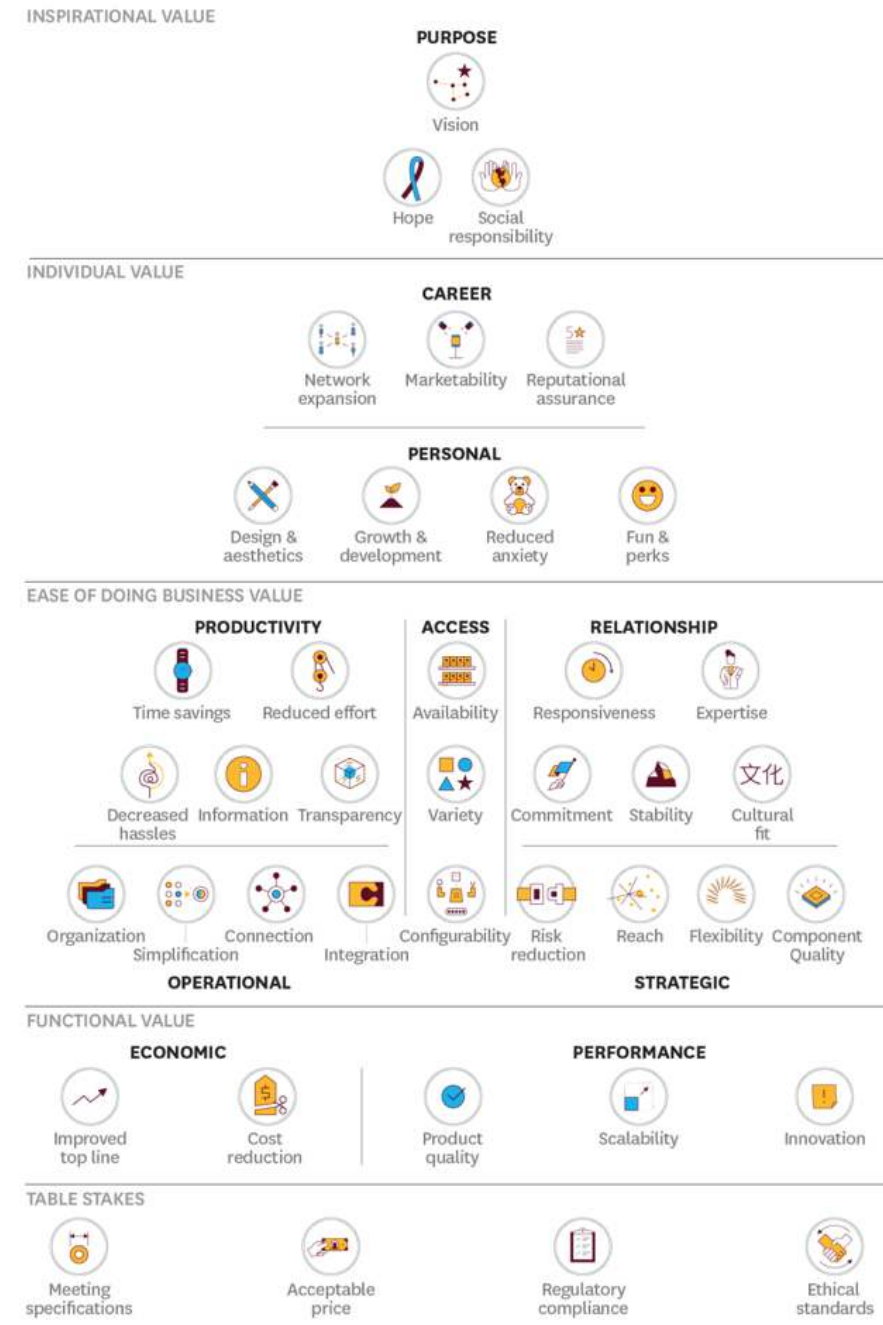 INSPIRATIONAL VALUE
PURPOSE
Vision
Hope
Social
responsibility
INDIVIDUAL VALUE
CAREER
5
Network
expansion
Marketability
Reputational
assurance
PERSONAL
Design &
aesthetics
Growth &
development
Reduced
anxiety
Fun &
perks
EASE OF DOING BUSINESS VALUE
PRODUCTIVITY
Time savings
Reduced effort
Decreased
hassles
i
Information
Transparency
ACCESS
Availability
Variety
Configurability
RELATIONSHIP
Responsiveness
Expertise
Commitment
Stability
文化
Cultural
fit
Organization
Simplification
Connection
Integration
OPERATIONAL
Risk
reduction
Reach
Flexibility
Component
Quality
STRATEGIC
FUNCTIONAL VALUE
ECONOMIC
Improved
top line
$
Cost
reduction
PERFORMANCE
Product
quality
Scalability
!
Innovation
TABLE STAKES
Meeting
specifications
Acceptable
price
Regulatory
compliance
Ethical
standards